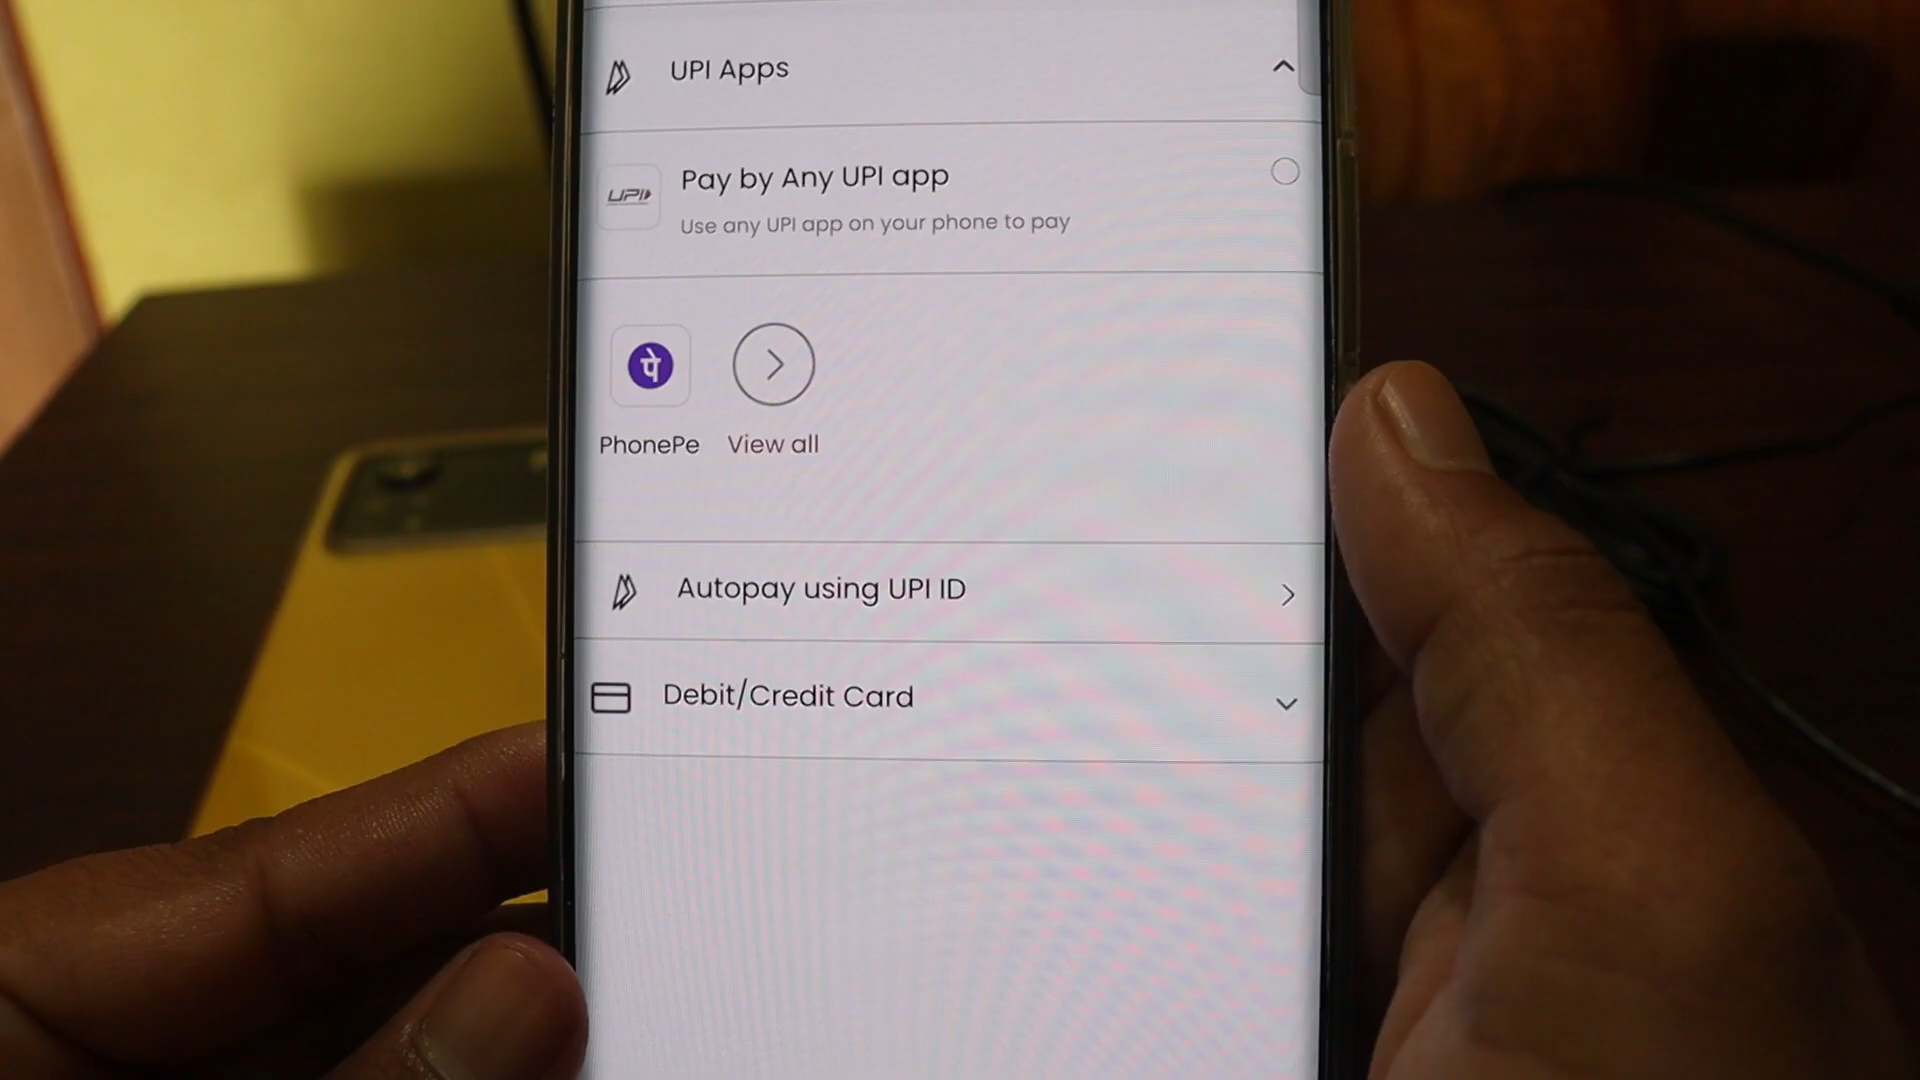 UPI Apps
UPI
Pay by Any UPI app
Use any UPI app on your phone to pay
पे
PhonePe
View all
Autopay using UPI ID
Debit/Credit Card